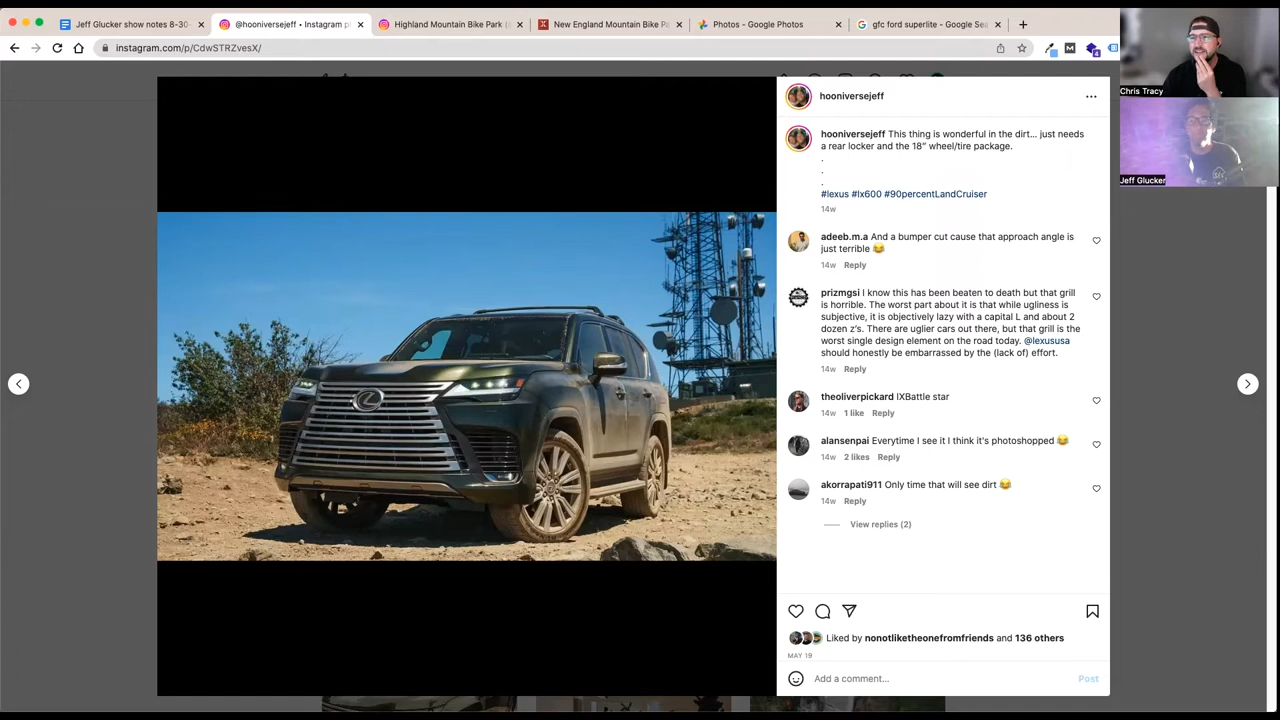 Jeff Glucker show notes 8-30-
@hooniversejeff • Instagram p
Highland Mountain Bike Park (
New England Mountain Bike Pa
Photos - Google Photos
gfc ford superlite - Google Sea
instagram.com/p/CdwSTRZvesX/
Chris Tracy
Jeff Glucker
hooniversejeff
hooniversejeff This thing is wonderful in the dirt... just needs
a rear locker and the 18" wheel/tire package.
.
.
.
#lexus #lx600 #90percentLandCruiser
14w
adeeb.m.a And a bumper cut cause that approach angle is
just terrible 😂
14w Reply
prizmgsi I know this has been beaten to death but that grill
is horrible. The worst part about it is that while ugliness is
subjective, it is objectively lazy with a capital L and about 2
dozen z's. There are uglier cars out there, but that grill is the
worst single design element on the road today. @lexususa
should honestly be embarrassed by the (lack of) effort.
14w Reply
theoliverpickard lXBattle star
14w 1 like Reply
alansenpai Everytime I see it I think it's photoshopped 😂
14w 2 likes Reply
akorrapati911 Only time that will see dirt 😂
14w Reply
View replies (2)
Liked by nonotliketheonefromfriends and 136 others
MAY 19
Add a comment...
Post